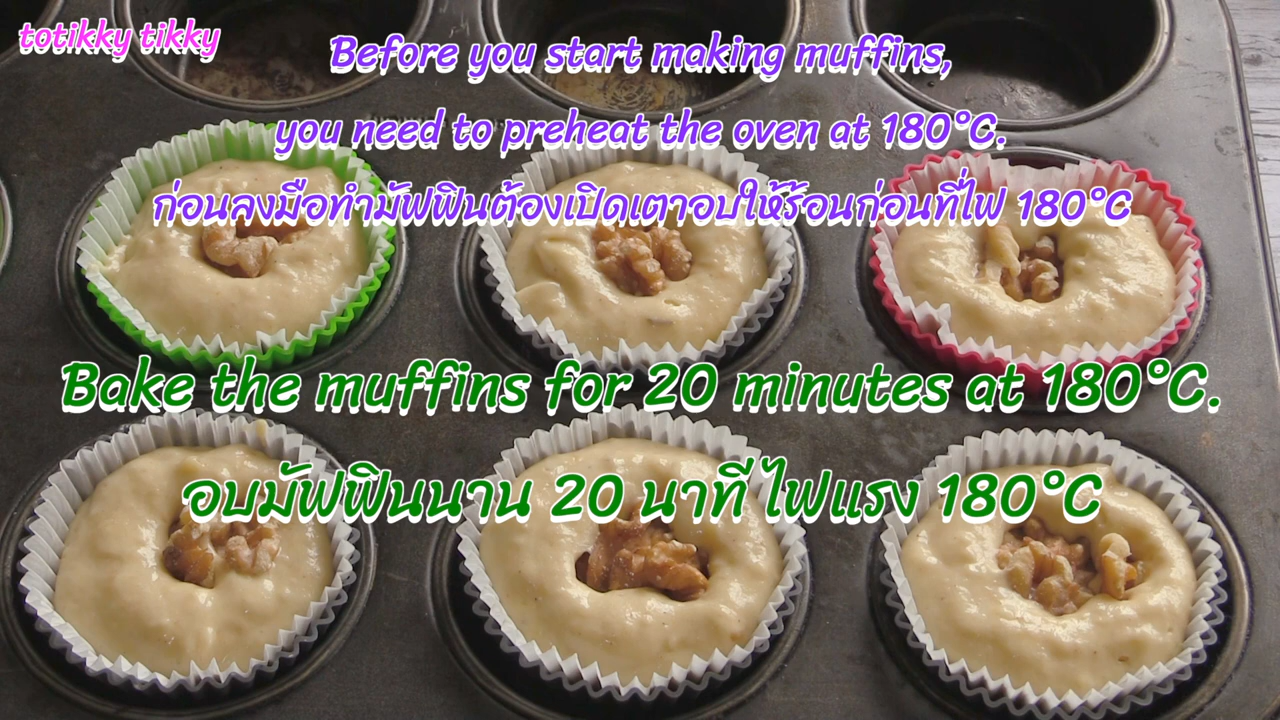 totikky tikky
Before you start making muffins,
you need to preheat the oven at 180°C.
ก่อนลงมือทำมัฟฟินต้องเปิดเตาอบให้ร้อนก่อนที่ไฟ 180°C
Bake the muffins for 20 minutes at 180°C.
อบมัฟฟินนาน 20 นาที ไฟแรง 180°C